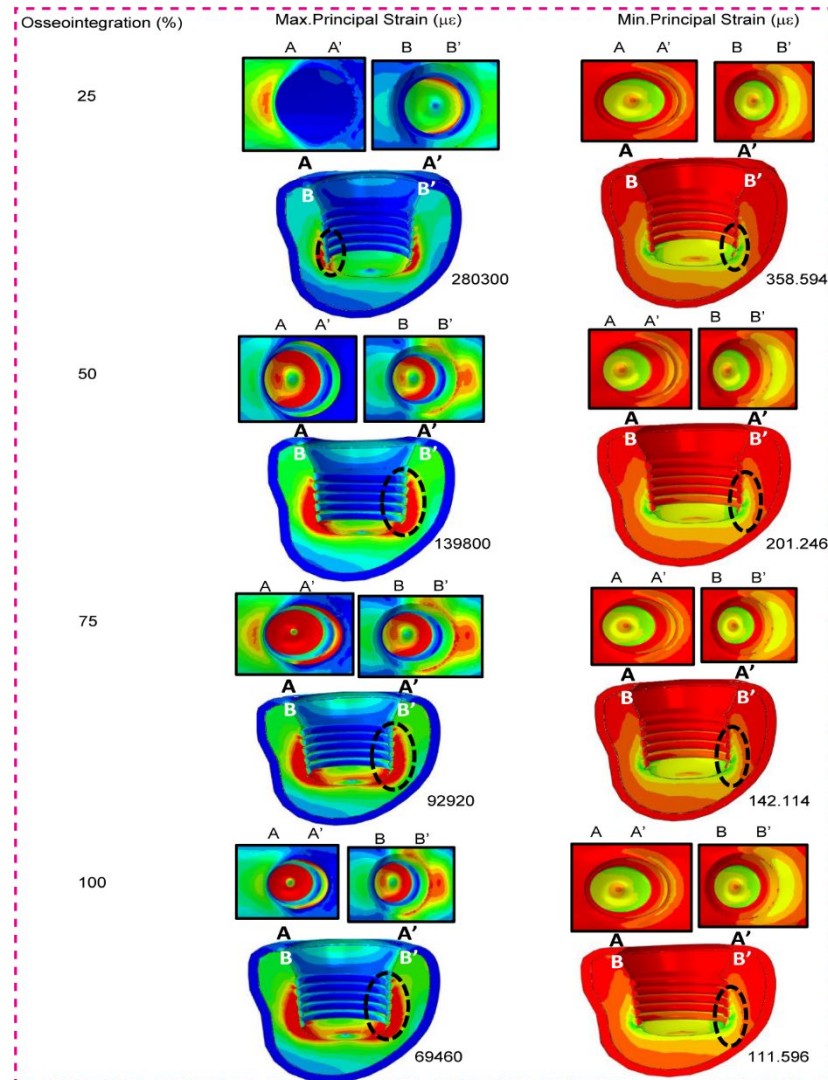 Osseointegration (%) Max.Principal Strain (µε) Min.Principal Strain (µε)
A A' B B' A A' B B'
25
A A' A A'
B B' B B'
280300 358.594
A A' B B' A A' B B'
50
A A' A A'
B B' B B'
139800 201.246
A A' B B' A A' B B'
75
A A' A A'
B B' B B'
92920 142.114
A A' B B' A A' B B'
100
A A' A A'
B B' B B'
69460 111.596